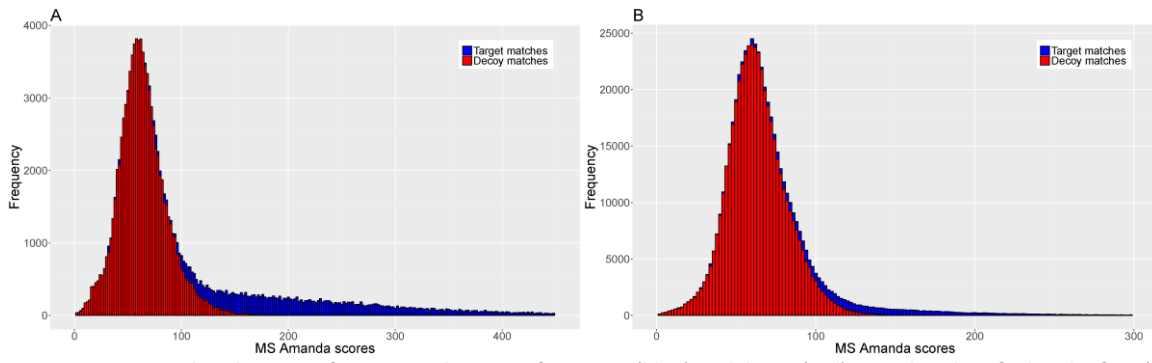 A
4000
3000
2000
1000
0
Frequency
Target matches
Decoy matches
0 100 200 300 400
MS Amanda scores
B
25000
20000
15000
10000
5000
0
Frequency
Target matches
Decoy matches
0 100 200 300
MS Amanda scores